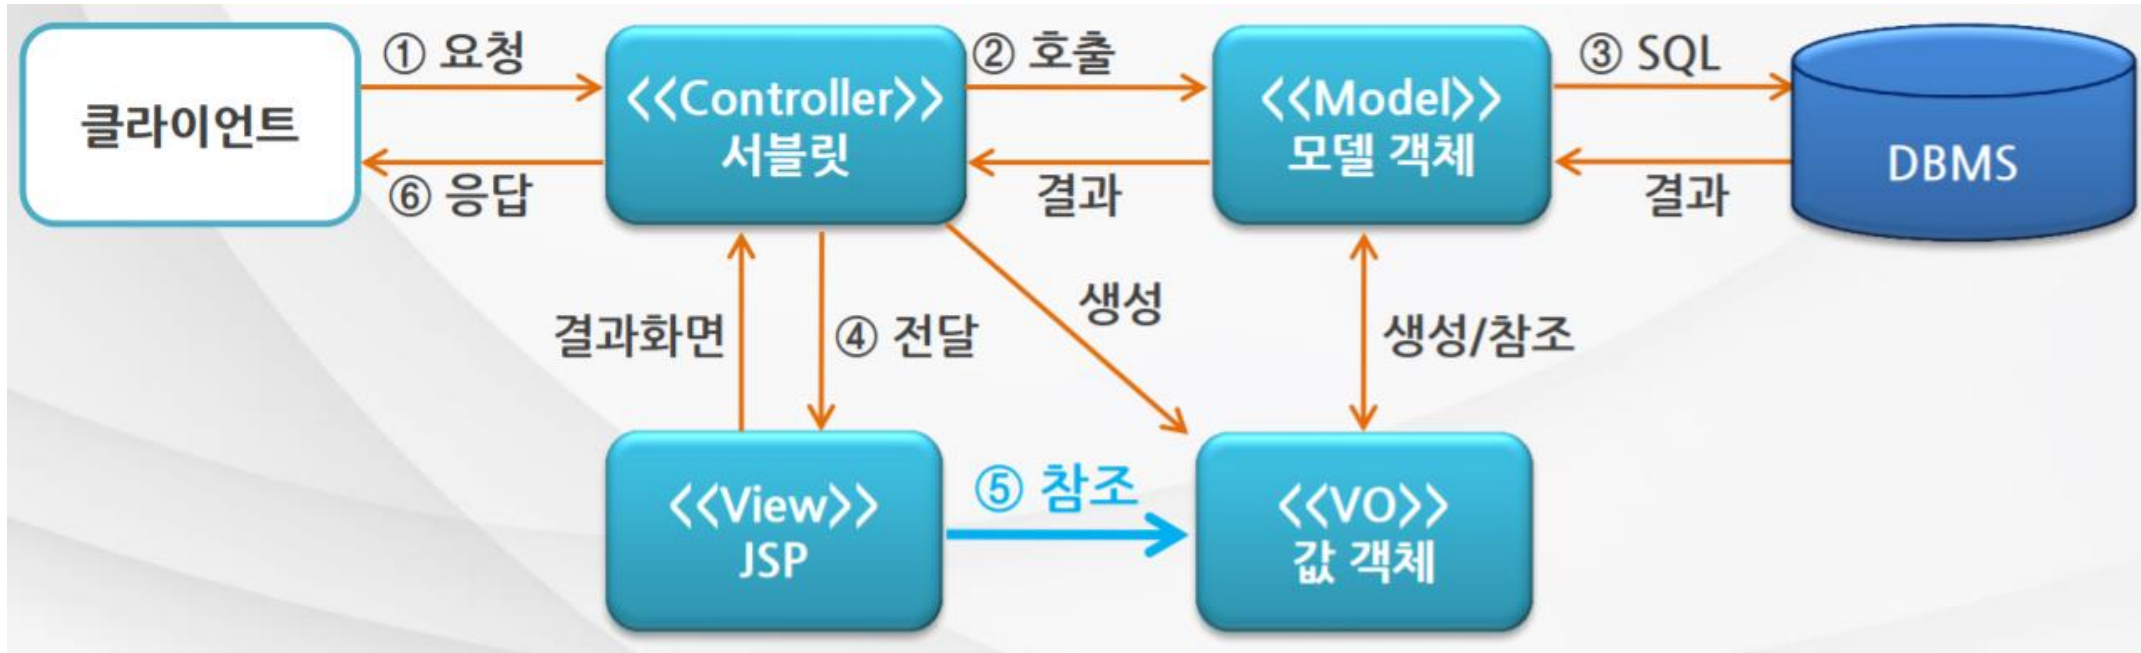 ① 요청
② 호출
③ SQL
클라이언트
<<Controller>>
서블릿
<<Model>>
모델 객체
DBMS
⑥ 응답
결과
결과
결과화면
④ 전달
생성
생성/참조
<<View>>
JSP
⑤ 참조
<<VO>>
값 객체